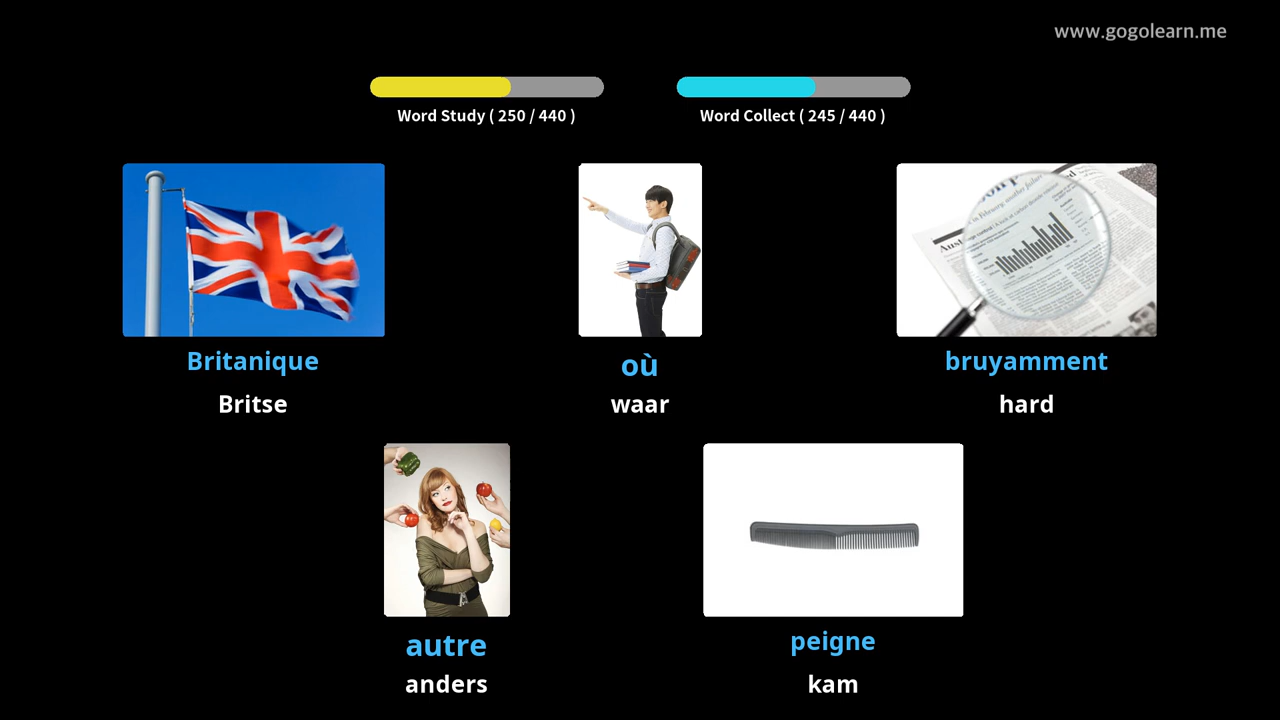 www.gogolearn.me
Word Study ( 250 / 440 )
Word Collect ( 245 / 440 )
Britanique
Britse
où
waar
bruyamment
hard
autre
anders
peigne
kam